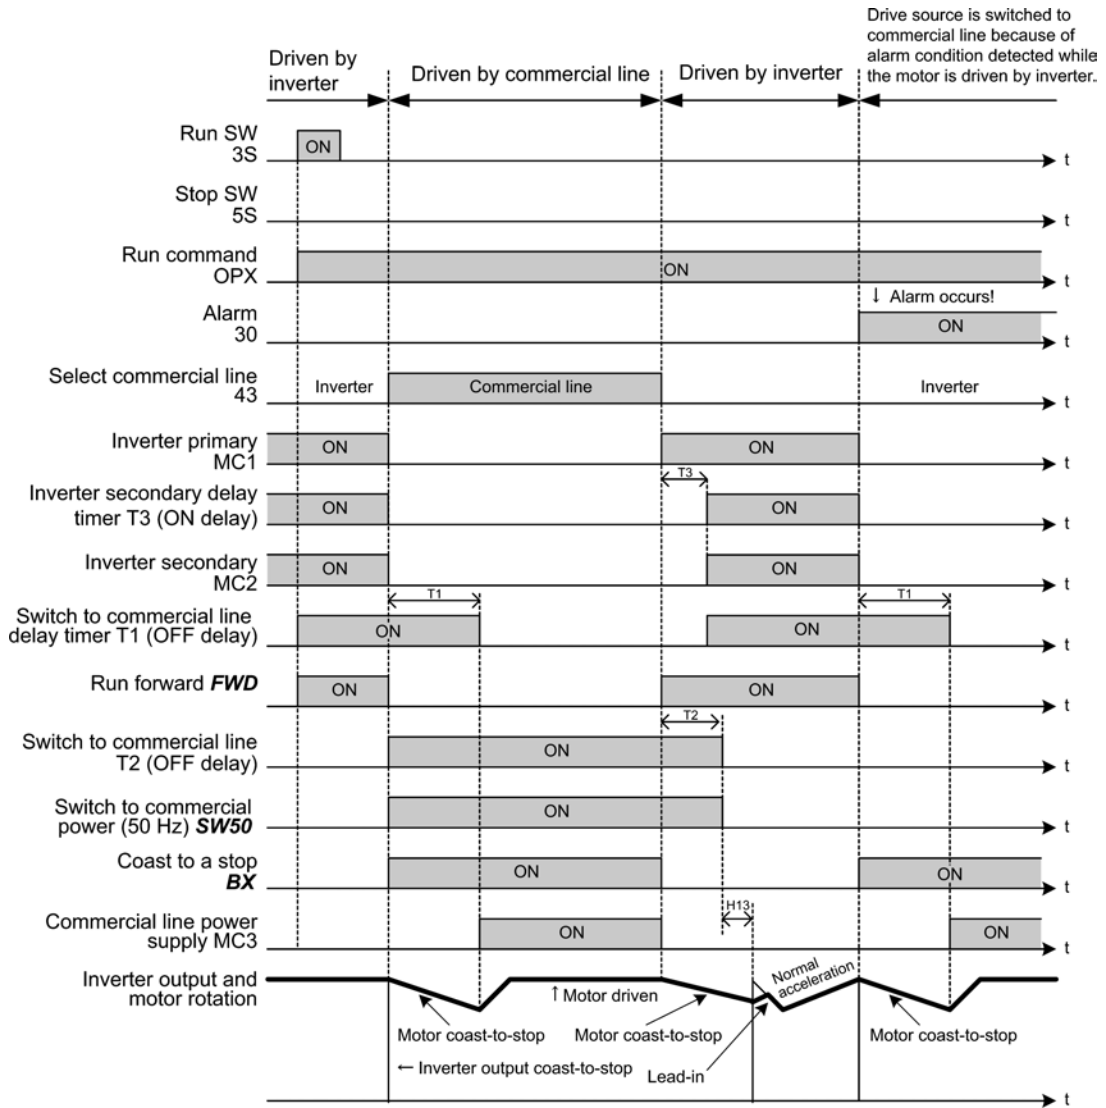 Drive source is switched to
commercial line because of
alarm condition detected while
the motor is driven by inverter.
Driven by
inverter
Driven by commercial line
Driven by inverter
Run SW
3S
ON
t
Stop SW
5S
t
Run command
OPX
ON
t
↓ Alarm occurs!
Alarm
30
ON
t
Select commercial line
43
Inverter
Commercial line
Inverter
t
Inverter primary
MC1
ON
ON
t
T3
Inverter secondary delay
timer T3 (ON delay)
ON
ON
t
Inverter secondary
MC2
ON
ON
t
T1
T1
Switch to commercial line
delay timer T1 (OFF delay)
ON
ON
t
Run forward FWD
ON
ON
t
T2
Switch to commercial line
T2 (OFF delay)
ON
t
Switch to commercial
power (50 Hz) SW50
ON
t
Coast to a stop
BX
ON
ON
t
H13
Commercial line power
supply MC3
ON
ON
t
Inverter output and
motor rotation
Normal
acceleration
↑ Motor driven
Motor coast-to-stop
Motor coast-to-stop
Motor coast-to-stop
← Inverter output coast-to-stop
Lead-in
t